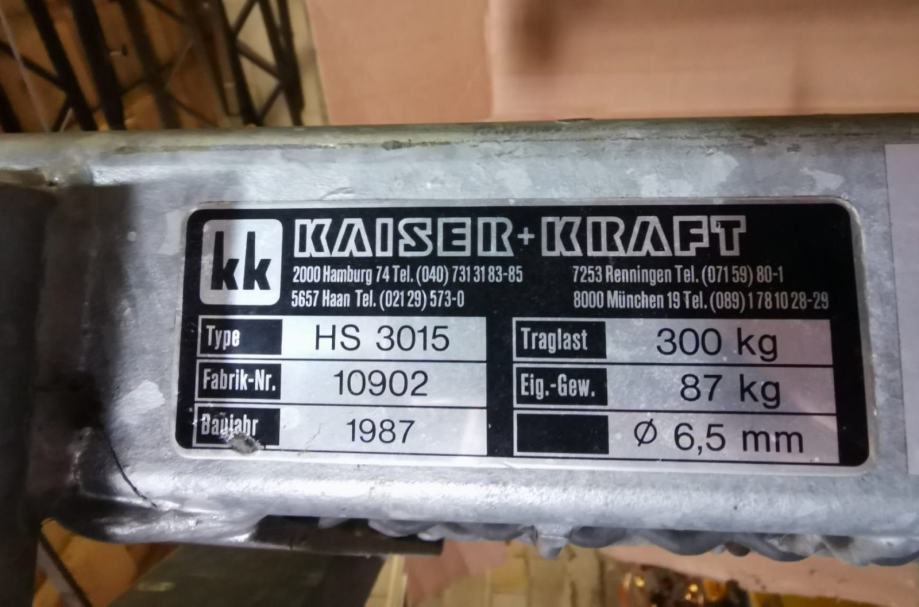 kk KAISER+KRAFT
2000 Hamburg 74 Tel. (040) 731 31 83-85 7253 Renningen Tel. (071 59) 80-1
5657 Haan Tel. (021 29) 573-0 8000 München 19 Tel. (089) 1 78 10 28-29
Type HS 3015 Traglast 300 kg
Fabrik-Nr. 10902 Eig.-Gew. 87 kg
Baujahr 1987 Ø 6,5 mm